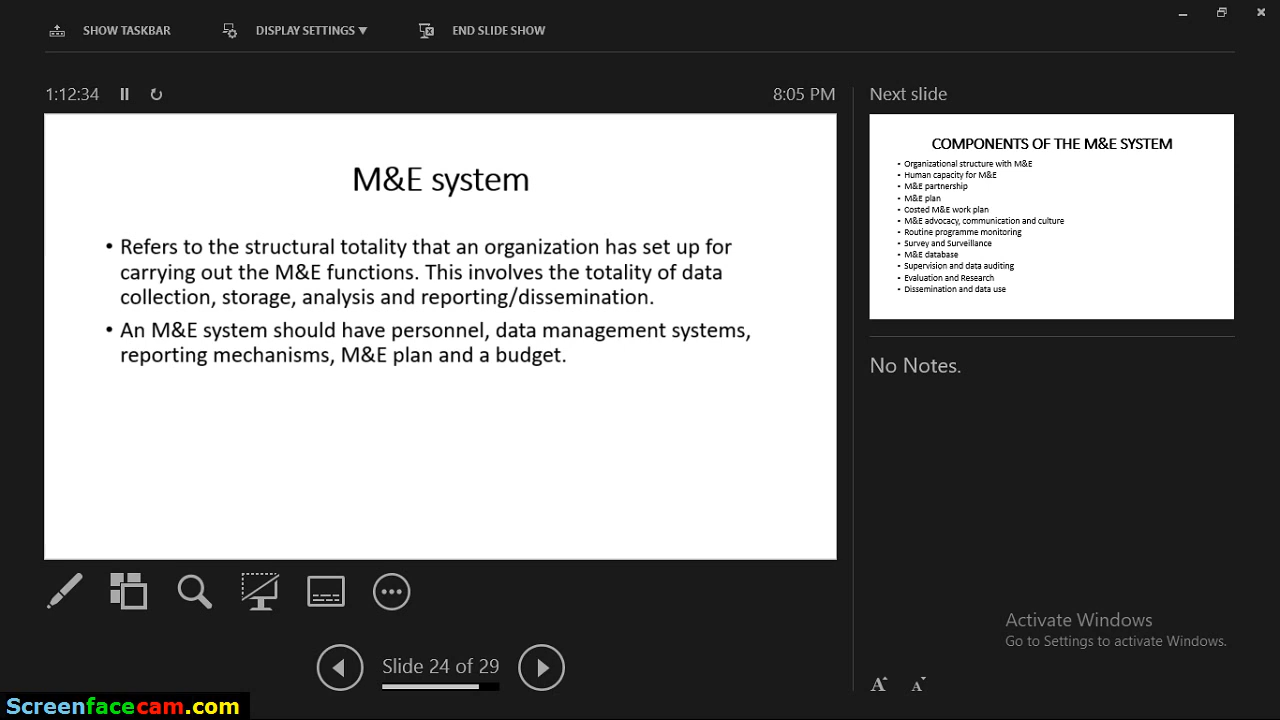 SHOW TASKBAR
DISPLAY SETTINGS ▼
END SLIDE SHOW
1:12:34
8:05 PM
M&E system
• Refers to the structural totality that an organization has set up for
carrying out the M&E functions. This involves the totality of data
collection, storage, analysis and reporting/dissemination.
• An M&E system should have personnel, data management systems,
reporting mechanisms, M&E plan and a budget.
Slide 24 of 29
Next slide
COMPONENTS OF THE M&E SYSTEM
• Organizational structure with M&E
• Human capacity for M&E
• M&E partnership
• M&E plan
• Costed M&E work plan
• M&E advocacy, communication and culture
• Routine programme monitoring
• Survey and Surveillance
• M&E database
• Supervision and data auditing
• Evaluation and Research
• Dissemination and data use
No Notes.
Activate Windows
Go to Settings to activate Windows.
A A
Screenfacecam.com